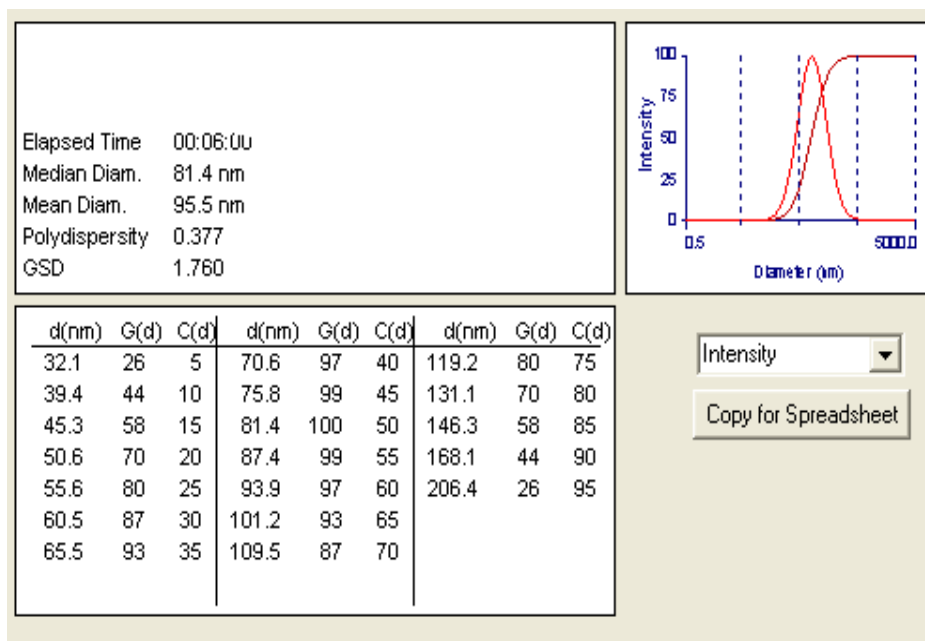 Elapsed Time 00:06:00
Median Diam. 81.4 nm
Mean Diam. 95.5 nm
Polydispersity 0.377
GSD 1.760
100
75
50
25
0
Intensity
0.5 5000.0
Diameter (nm)
d(nm) G(d) C(d) d(nm) G(d) C(d) d(nm) G(d) C(d)
32.1 26 5 70.6 97 40 119.2 80 75
39.4 44 10 75.8 99 45 131.1 70 80
45.3 58 15 81.4 100 50 146.3 58 85
50.6 70 20 87.4 99 55 168.1 44 90
55.6 80 25 93.9 97 60 206.4 26 95
60.5 87 30 101.2 93 65
65.5 93 35 109.5 87 70
Intensity
Copy for Spreadsheet